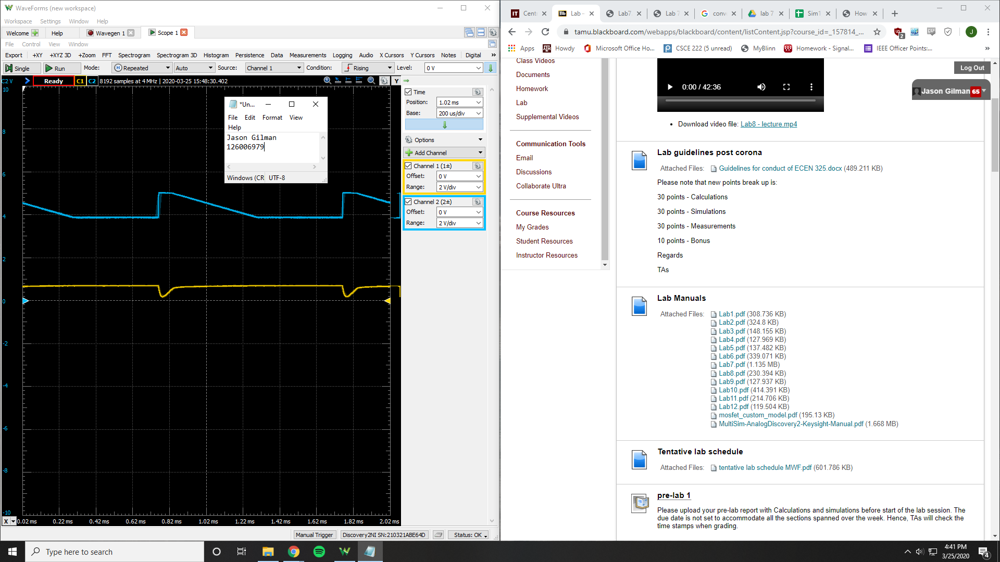 WaveForms (new workspace)
Workspace Settings Window Help
Welcome Help Wavegen 1 Scope 1
File Control View Window
Export +XY +XYZ 3D +Zoom FFT Spectrogram Spectrogram 3D Histogram Persistence Data Measurements Logging Audio X Cursors Y Cursors Notes Digital »
Single Run Mode: Repeated Auto Source: Channel 1 Condition: Rising Level: 0 V
C2 V Ready C1 C2 8192 samples at 4 MHz | 2020-03-25 15:48:30.402 Y
10
8
6
4
2
0
-2
-4
-6
-8
-10
X 0.02 ms 0.22 ms 0.42 ms 0.62 ms 0.82 ms 1.02 ms 1.22 ms 1.42 ms 1.62 ms 1.82 ms 2.02 ms
*Un...
File Edit Format View
Help
Jason Gilman
126006979
Windows (CR UTF-8
Time
Position: 1.02 ms
Base: 200 us/div
Options
Add Channel
Channel 1 (1±)
Offset: 0 V
Range: 2 V/div
Channel 2 (2±)
Offset: 0 V
Range: 2 V/div
Manual Trigger Discovery2NI SN:210321ABE64D Status: OK
Cent Lab - Lab7. Lab 7 conv lab 7 Sim1 How
tamu.blackboard.com/webapps/blackboard/content/listContent.jsp?course_id=_157814_... 2 J
Apps Howdy Microsoft Office Ho... CSCE 222 (5 unread) MyBlinn Homework - Signal... IEEE Officer Points:... »
Class Videos
Documents
Homework
Lab
Supplemental Videos
Communication Tools
Email
Discussions
Collaborate Ultra
Course Resources
My Grades
Student Resources
Instructor Resources
Log Out
Jason Gilman 65
0:00 / 42:36
Download video file: Lab8 - lecture.mp4
Lab guidelines post corona
Attached Files: Guidelines for conduct of ECEN 325.docx (489.211 KB)
Please note that new points break up is:
30 points - Calculations
30 points - Simulations
30 points - Measurements
10 points - Bonus
Regards
TAs
Lab Manuals
Attached Files: Lab1.pdf (308.736 KB)
Lab2.pdf (324.8 KB)
Lab3.pdf (148.155 KB)
Lab4.pdf (127.969 KB)
Lab5.pdf (137.482 KB)
Lab6.pdf (339.071 KB)
Lab7.pdf (1.135 MB)
Lab8.pdf (230.394 KB)
Lab9.pdf (127.937 KB)
Lab10.pdf (414.391 KB)
Lab11.pdf (214.706 KB)
Lab12.pdf (119.504 KB)
mosfet_custom_model.pdf (195.13 KB)
MultiSim-AnalogDiscovery2-Keysight-Manual.pdf (1.668 MB)
Tentative lab schedule
Attached Files: tentative lab schedule MWF.pdf (601.786 KB)
pre-lab 1
Please upload your pre-lab report with Calculations and simulations before start of the lab session. The
due date is not set to accommodate all the sections spanned over the week. Hence, TAs will check the
time stamps when grading.
Type here to search
4:41 PM
3/25/2020
4